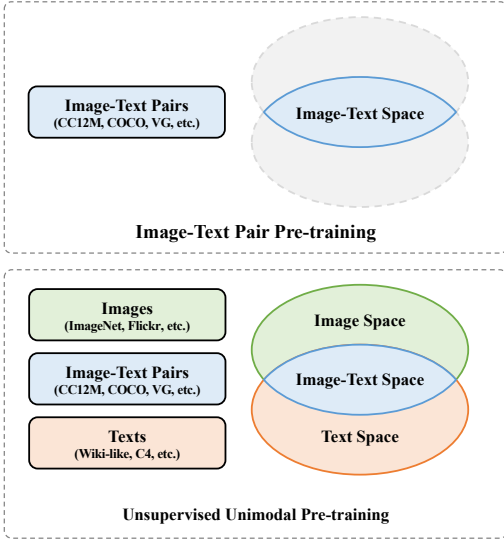 Image-Text Pairs
(CC12M, COCO, VG, etc.)
Image-Text Space
Image-Text Pair Pre-training
Images
(ImageNet, Flickr, etc.)
Image Space
Image-Text Pairs
(CC12M, COCO, VG, etc.)
Image-Text Space
Texts
(Wiki-like, C4, etc.)
Text Space
Unsupervised Unimodal Pre-training